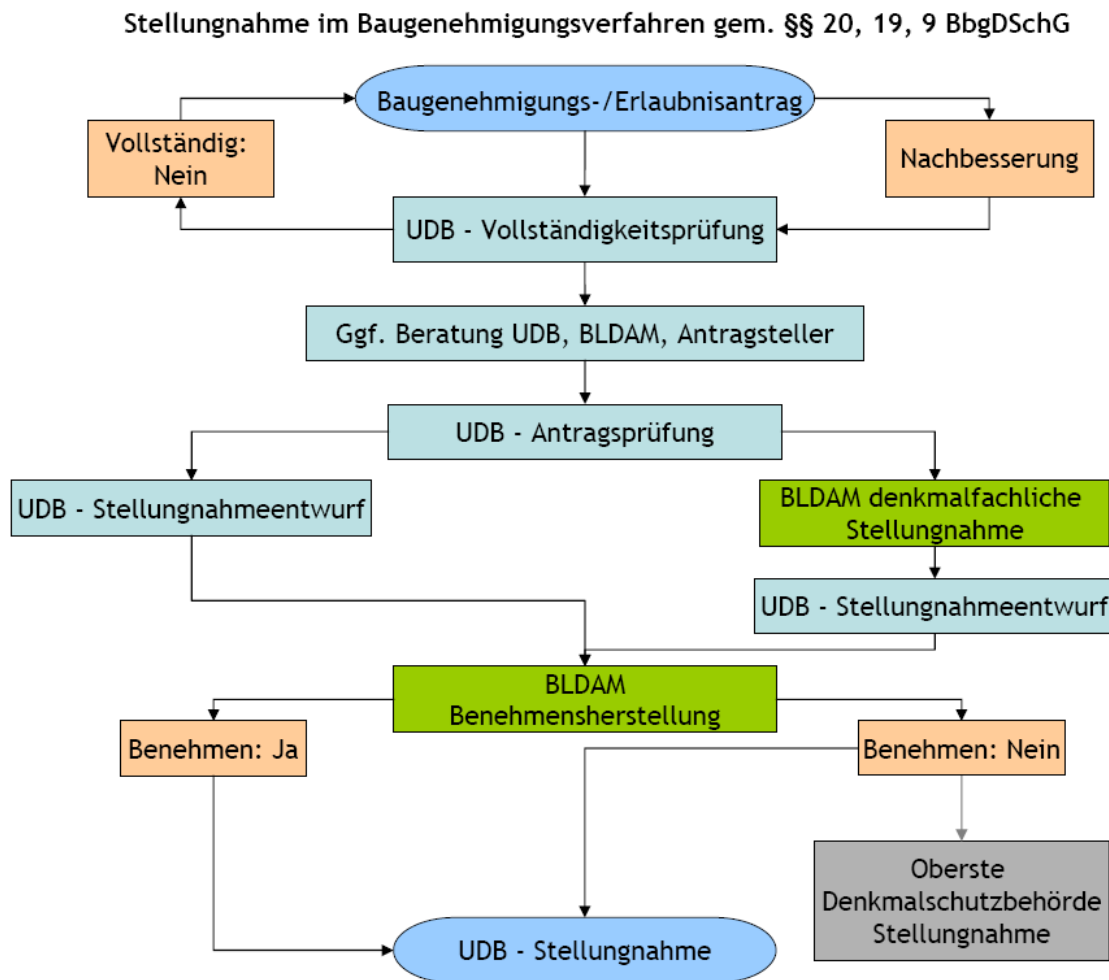 Stellungnahme im Baugenehmigungsverfahren gem. §§ 20, 19, 9 BbgDSchG
Baugenehmigungs-/Erlaubnisantrag
Vollständig:
Nein
Nachbesserung
UDB - Vollständigkeitsprüfung
Ggf. Beratung UDB, BLDAM, Antragsteller
UDB - Antragsprüfung
UDB - Stellungnahmeentwurf
BLDAM denkmalfachliche
Stellungnahme
UDB - Stellungnahmeentwurf
BLDAM
Benehmensherstellung
Benehmen: Ja
Benehmen: Nein
Oberste
Denkmalschutzbehörde
Stellungnahme
UDB - Stellungnahme